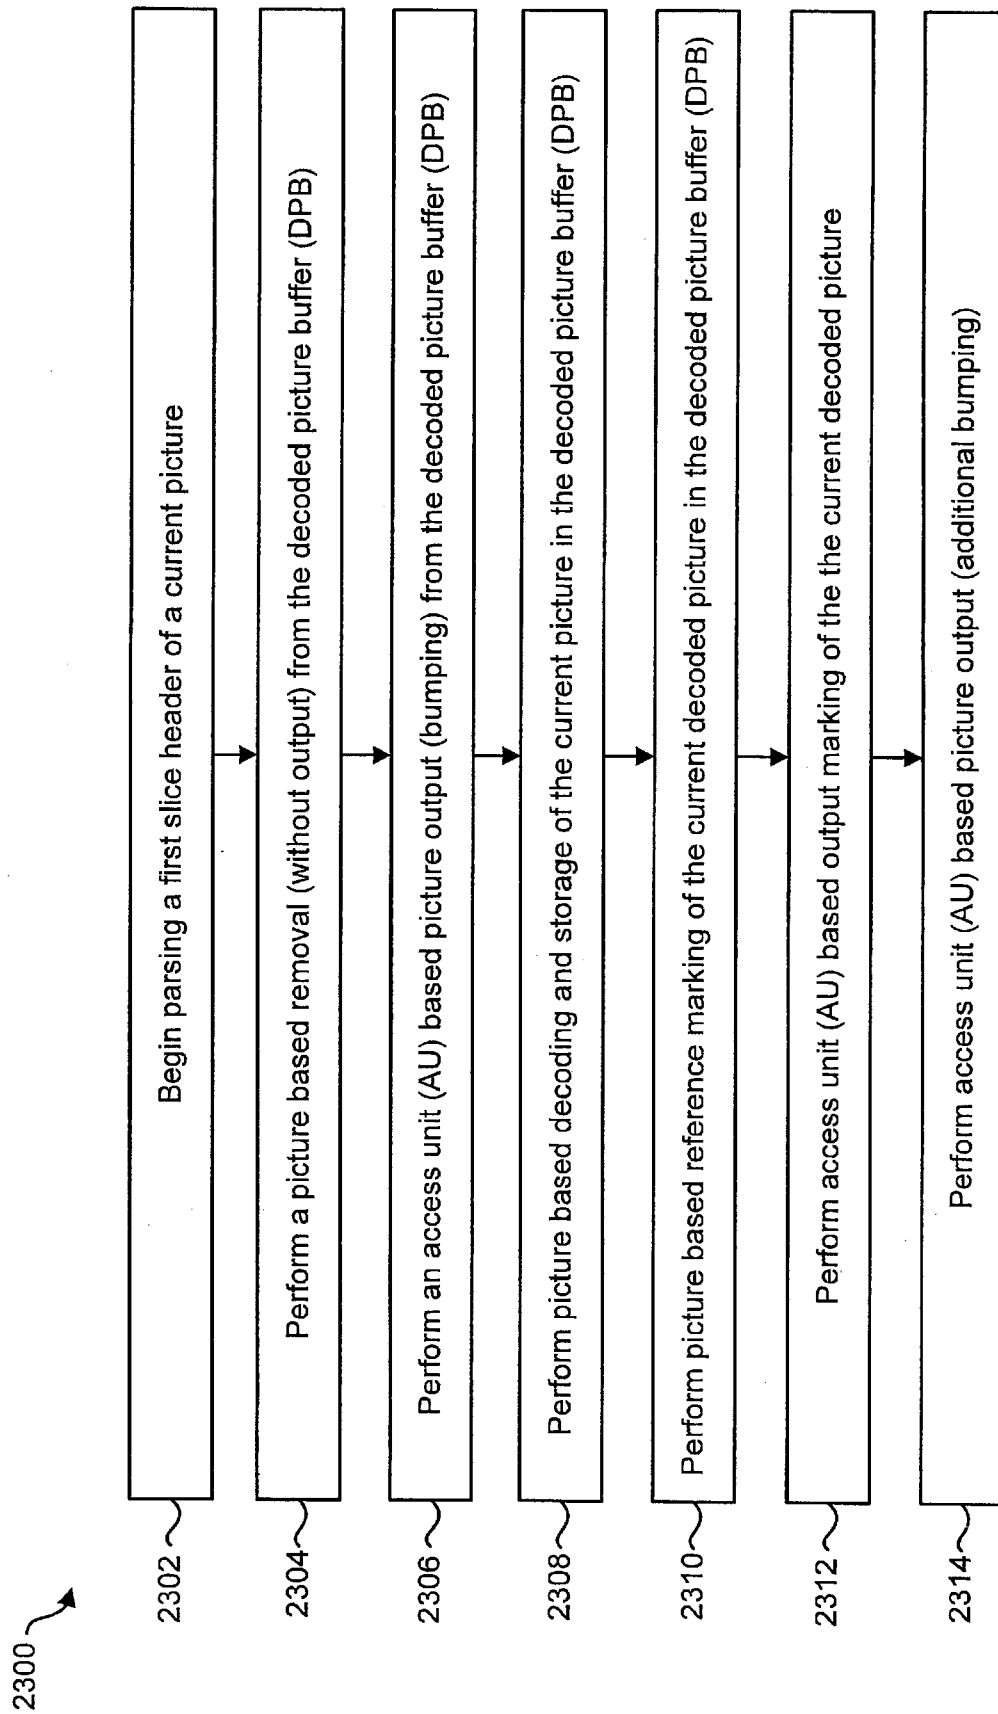 2300
2302
Begin parsing a first slice header of a current picture
2304
Perform a picture based removal (without output) from the decoded picture buffer (DPB)
2306
Perform an access unit (AU) based picture output (bumping) from the decoded picture buffer (DPB)
2308
Perform picture based decoding and storage of the current picture in the decoded picture buffer (DPB)
2310
Perform picture based reference marking of the current decoded picture in the decoded picture buffer (DPB)
2312
Perform access unit (AU) based output marking of the the current decoded picture
2314
Perform access unit (AU) based picture output (additional bumping)